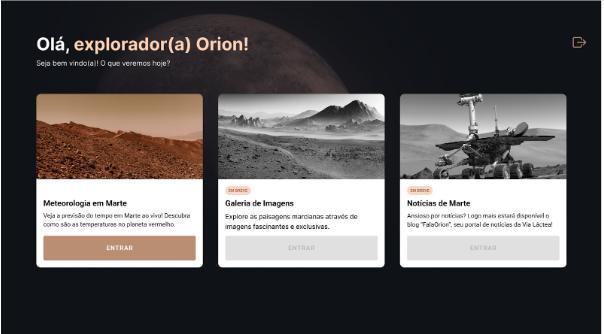 Olá, explorador(a) Orion!
Seja bem vindo(a)! O que veremos hoje?
Meteorologia em Marte
Veja a previsão do tempo em Marte ao vivo! Descubra
como são as temperaturas no planeta vermelho.
ENTRAR
EM BREVE
Galeria de Imagens
Explore as paisagens marcianas através de
imagens fascinantes e exclusivas.
ENTRAR
EM BREVE
Notícias de Marte
Ansioso por notícias? Logo mais estará disponível o
blog "FalaOrion", seu portal de notícias da Via Láctea!
ENTRAR